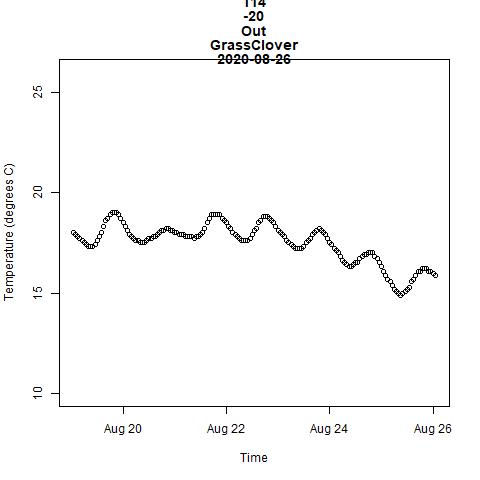 T14
-20
Out
GrassClover
2020-08-26
Temperature (degrees C)
25
20
15
10
Aug 20
Aug 22
Aug 24
Aug 26
Time